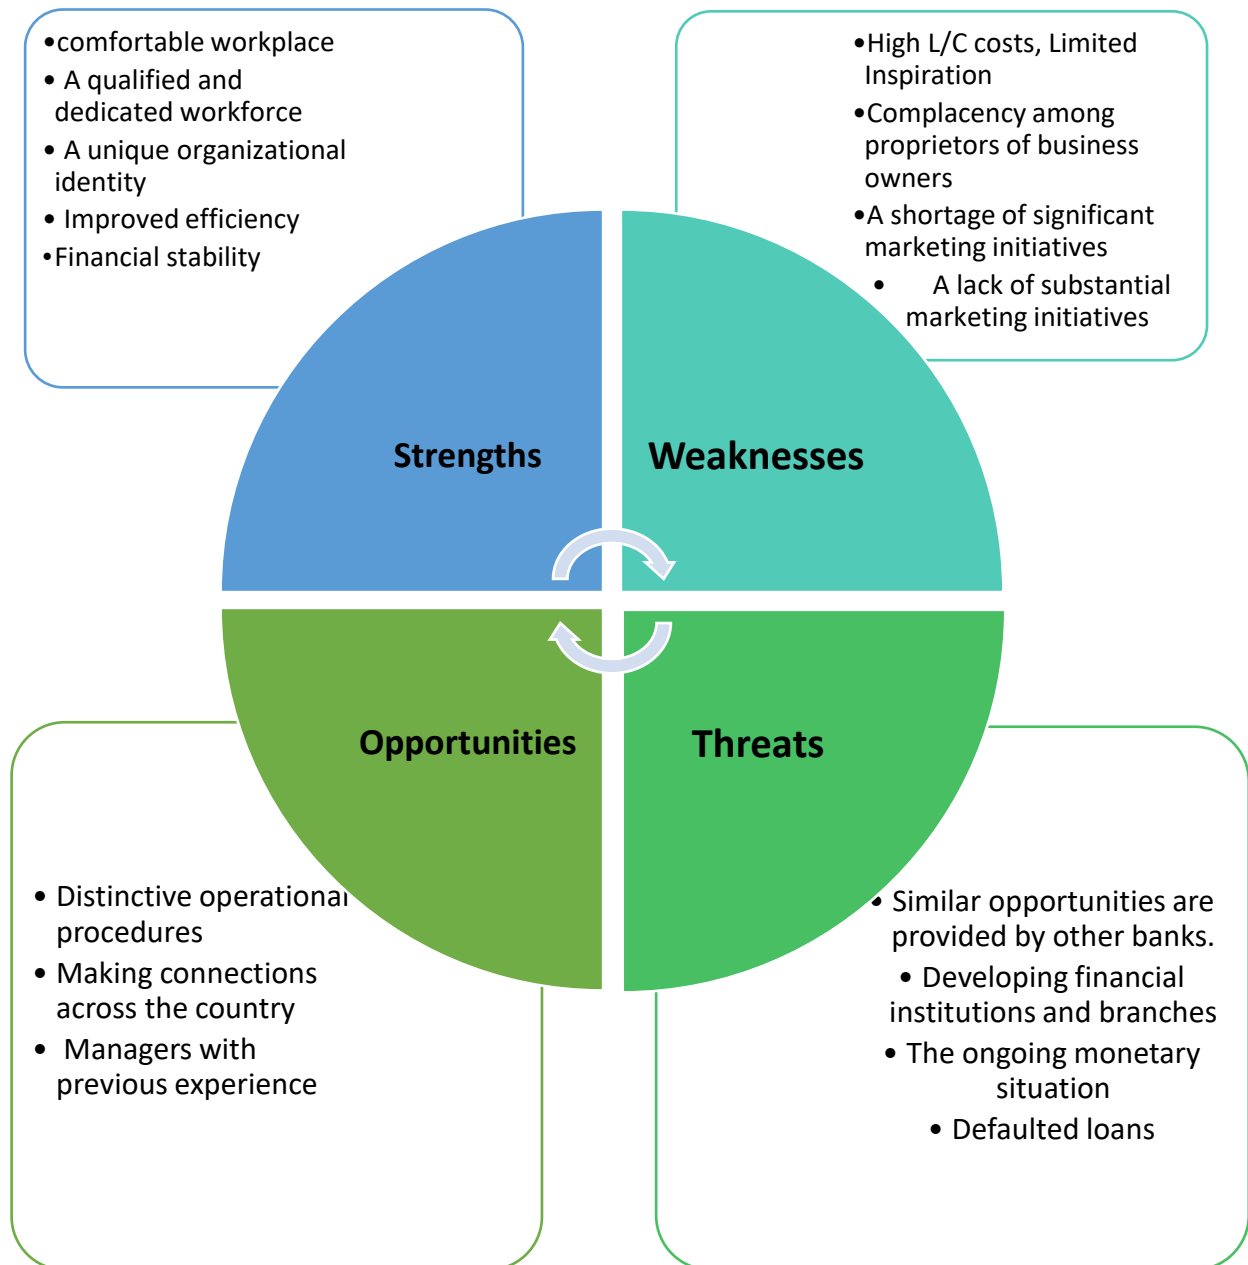 •comfortable workplace
• A qualified and
dedicated workforce
• A unique organizational
identity
• Improved efficiency
•Financial stability
•High L/C costs, Limited
Inspiration
•Complacency among
proprietors of business
owners
•A shortage of significant
marketing initiatives
• A lack of substantial
marketing initiatives
Strengths
Weaknesses
Opportunities
Threats
• Distinctive operational
procedures
• Making connections
across the country
• Managers with
previous experience
• Similar opportunities are
provided by other banks.
• Developing financial
institutions and branches
• The ongoing monetary
situation
• Defaulted loans